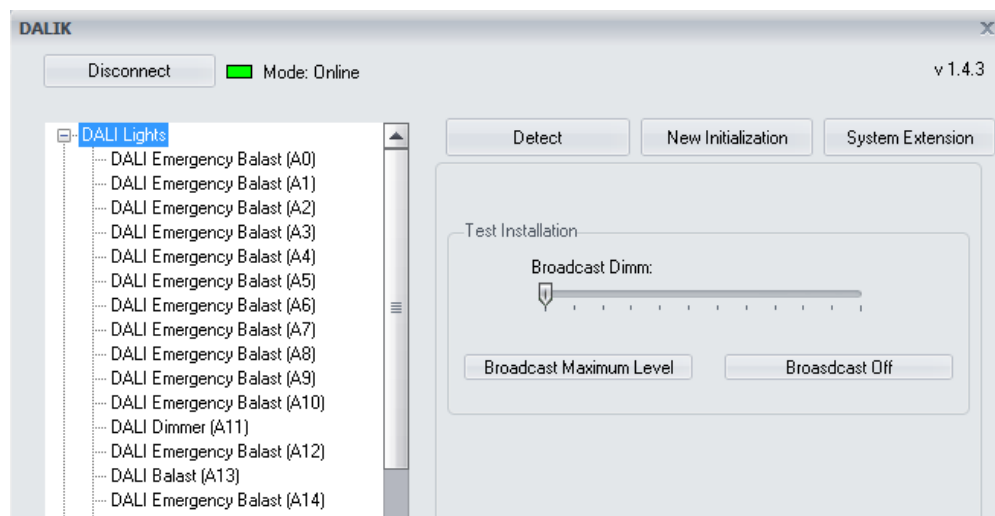 DALIK
x
Disconnect
Mode: Online
v 1.4.3
DALI Lights
DALI Emergency Balast (A0)
DALI Emergency Balast (A1)
DALI Emergency Balast (A2)
DALI Emergency Balast (A3)
DALI Emergency Balast (A4)
DALI Emergency Balast (A5)
DALI Emergency Balast (A6)
DALI Emergency Balast (A7)
DALI Emergency Balast (A8)
DALI Emergency Balast (A9)
DALI Emergency Balast (A10)
DALI Dimmer (A11)
DALI Emergency Balast (A12)
DALI Balast (A13)
DALI Emergency Balast (A14)
Detect
New Initialization
System Extension
Test Installation
Broadcast Dimm:
Broadcast Maximum Level
Broasdcast Off